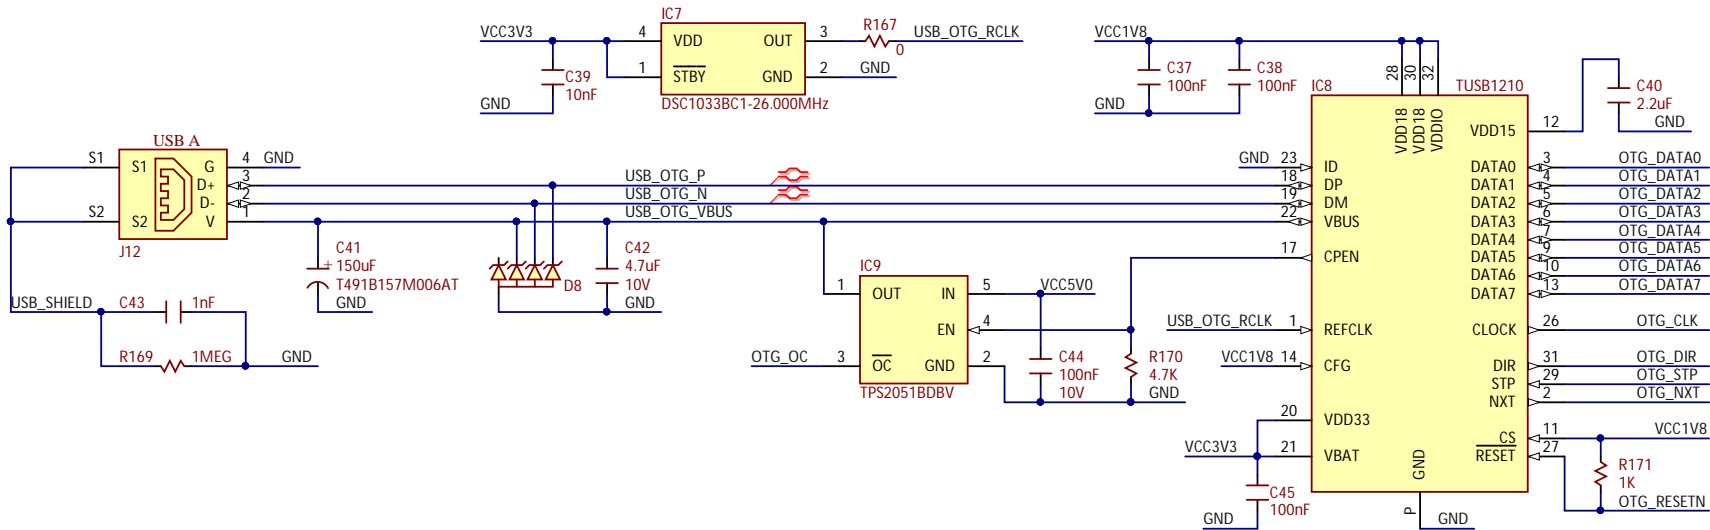 IC7
VCC3V3
4
VDD
OUT
3
R167
0
USB_OTG_RCLK
1
STBY
GND
2
GND
C39
10nF
GND
DSC1033BC1-26.000MHz
VCC1V8
C37
100nF
C38
100nF
GND
28
30
32
IC8
TUSB1210
VDD18
VDD18
VDDIO
VDD15
12
C40
2.2uF
GND
USB A
S1
S1
G
4
GND
D+
3
D-
2
S2
S2
V
1
J12
USB_OTG_P
USB_OTG_N
USB_OTG_VBUS
GND
23
ID
18
DP
19
DM
22
VBUS
17
CPEN
DATA0
3
OTG_DATA0
DATA1
4
OTG_DATA1
DATA2
5
OTG_DATA2
DATA3
6
OTG_DATA3
DATA4
7
OTG_DATA4
DATA5
9
OTG_DATA5
DATA6
10
OTG_DATA6
DATA7
13
OTG_DATA7
C41
+
150uF
T491B157M006AT
GND
D8
C42
4.7uF
10V
GND
USB_SHIELD
C43
1nF
R169
1MEG
GND
IC9
1
OUT
IN
5
VCC5V0
EN
4
OTG_OC
3
OC
GND
2
TPS2051BDBV
C44
100nF
10V
R170
4.7K
GND
USB_OTG_RCLK
1
REFCLK
VCC1V8
14
CFG
20
VDD33
VCC3V3
21
VBAT
C45
100nF
GND
CLOCK
26
OTG_CLK
DIR
31
OTG_DIR
STP
29
OTG_STP
NXT
2
OTG_NXT
CS
11
VCC1V8
RESET
27
R171
1K
OTG_RESETN
GND
P
GND